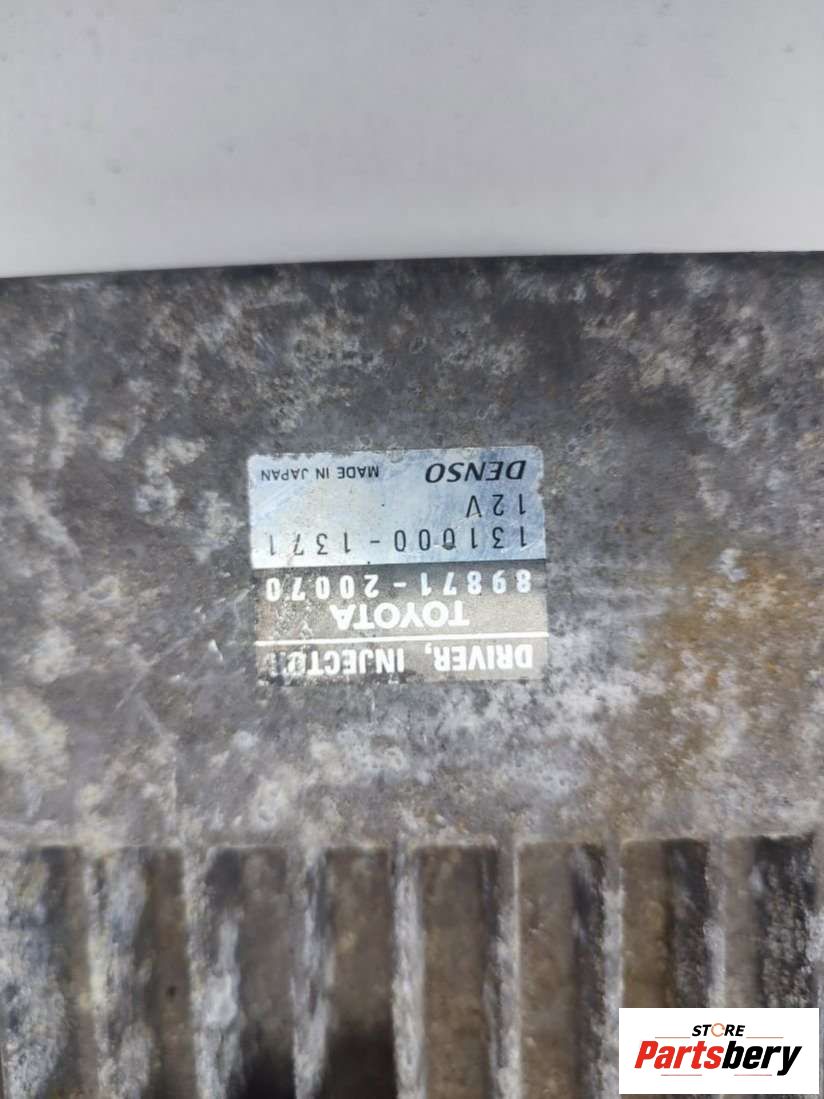 DRIVER, INJECTOR
TOYOTA
89871-20070
131000-1371
12V
DENSO MADE IN JAPAN
STORE
Partsbery